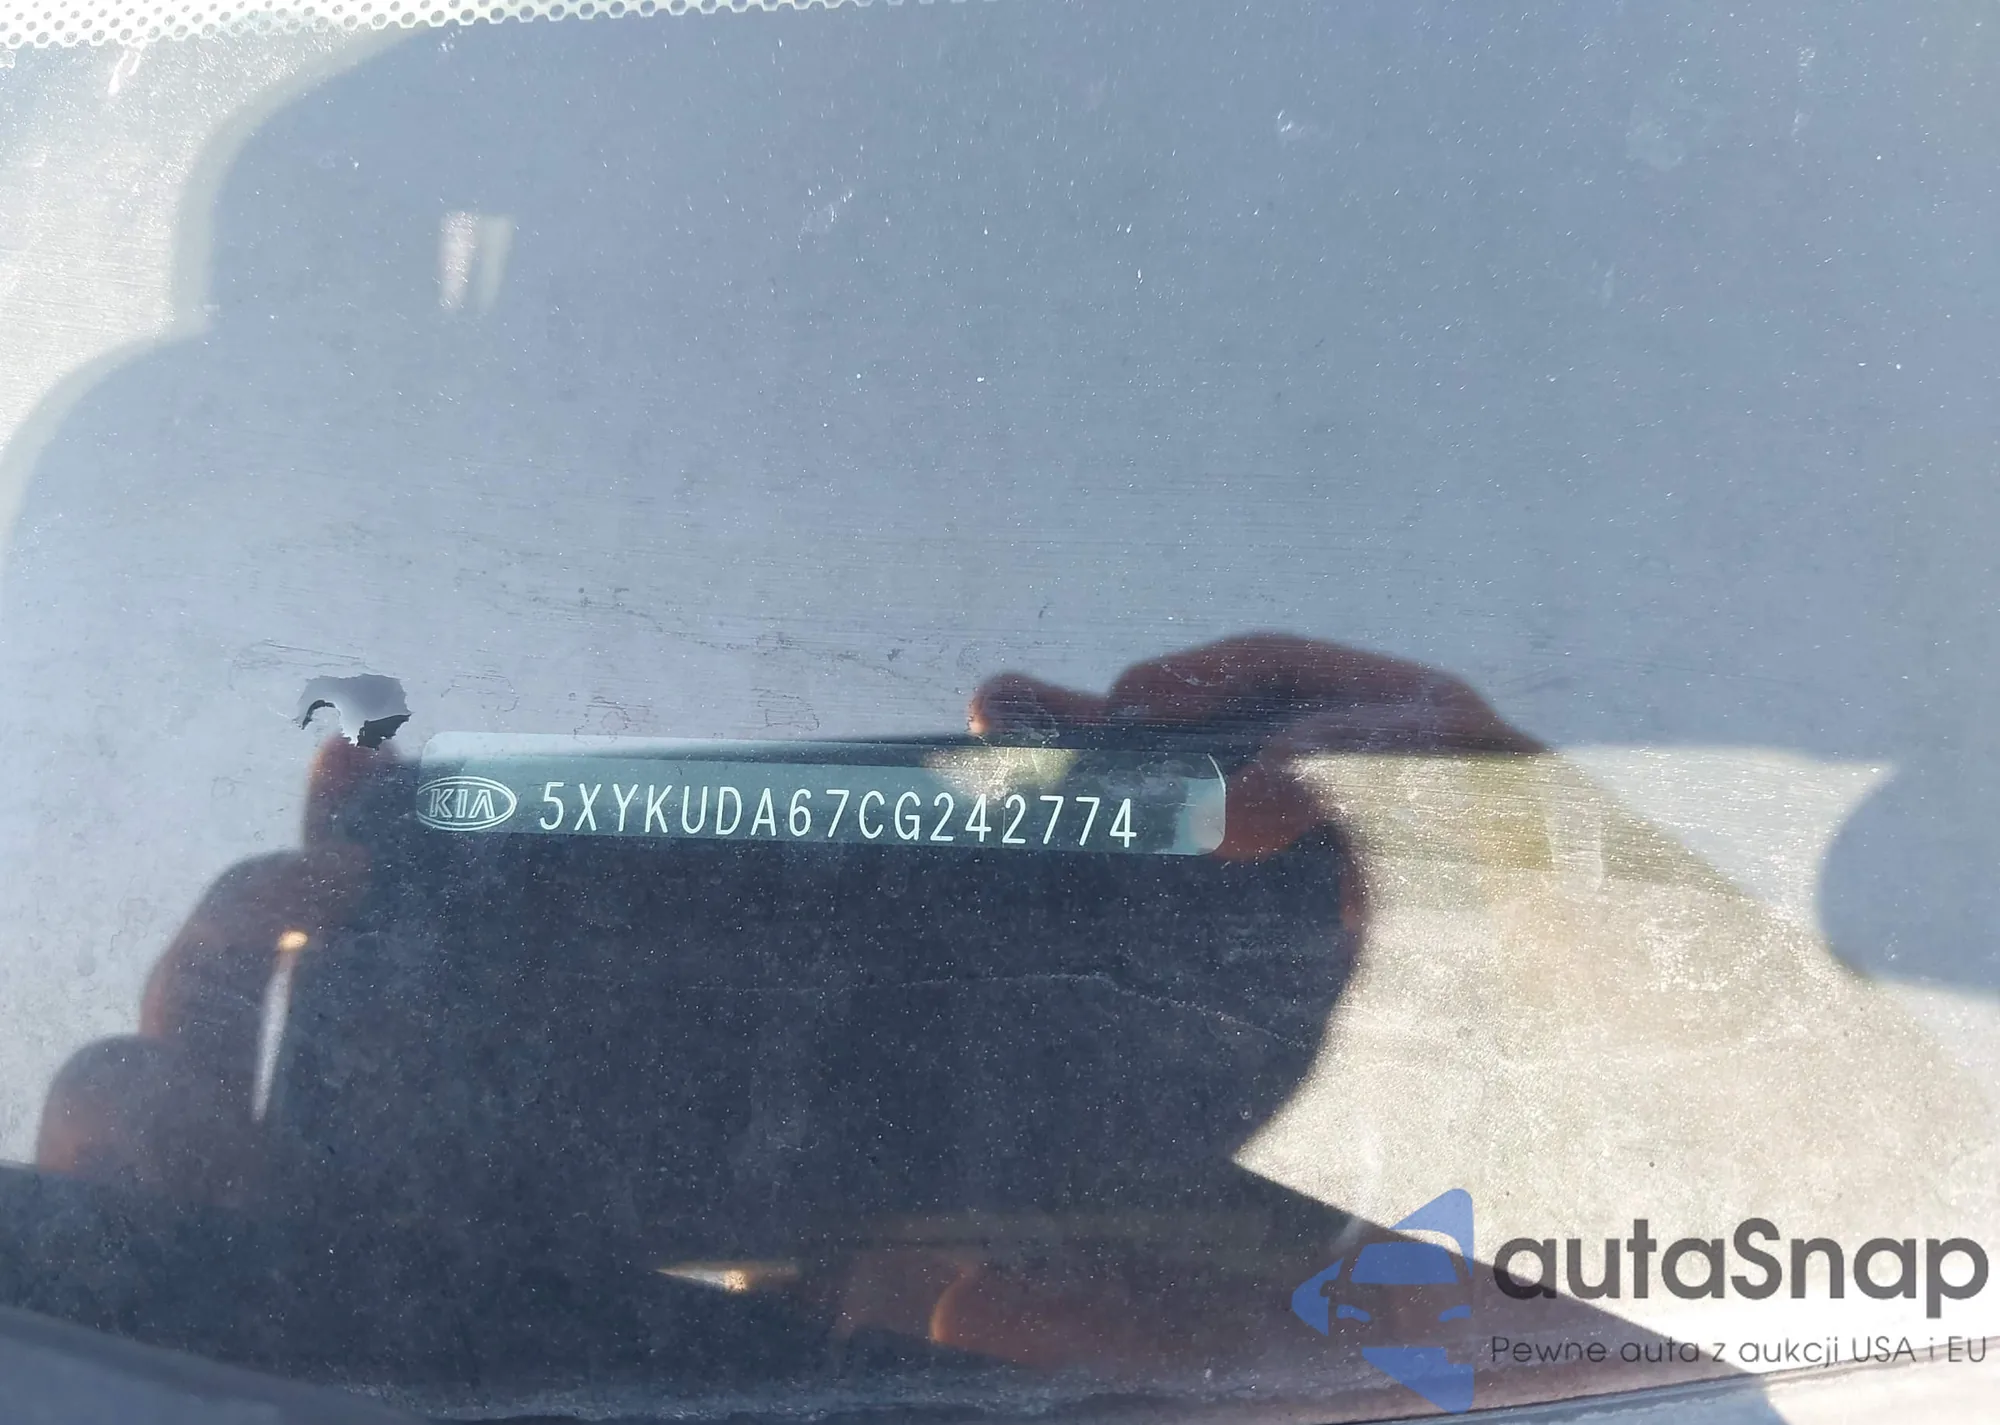 KIA 5XYKUDA67CG242774
autaSnap
Pewne auta z aukcji USA i EU